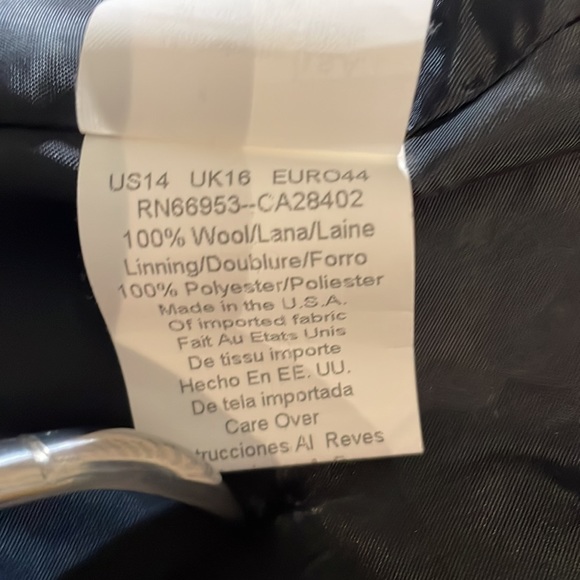 US14 UK16 EURO44
RN66953--CA28402
100% Wool/Lana/Laine
Linning/Doublure/Forro
100% Polyester/Poliester
Made in the U.S.A.
Of imported fabric
Fait Au Etats Unis
De tissu importe
Hecho En EE. UU.
De tela importada
Care Over
trucciones Al Reves